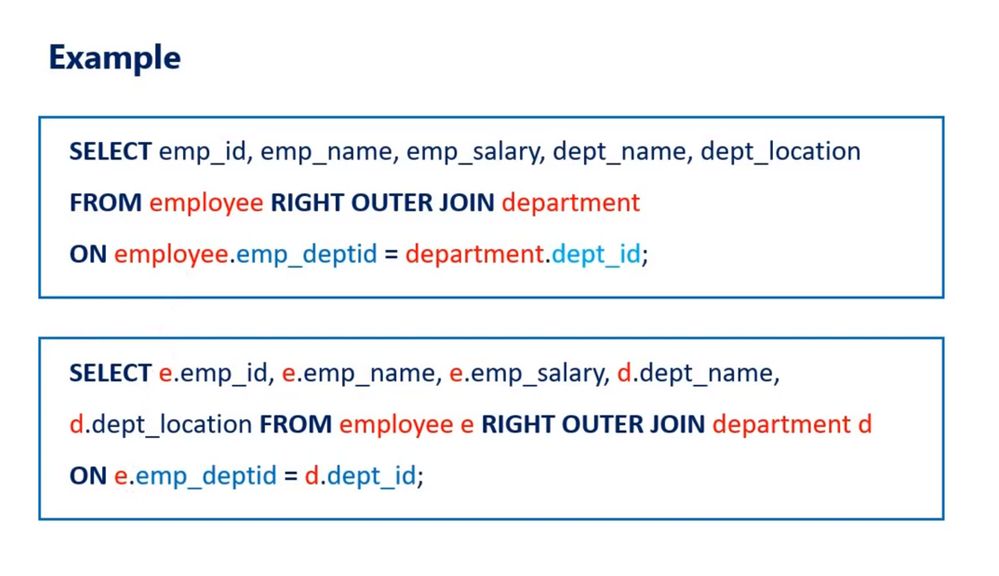 Example
SELECT emp_id, emp_name, emp_salary, dept_name, dept_location
FROM employee RIGHT OUTER JOIN department
ON employee.emp_deptid = department.dept_id;
SELECT e.emp_id, e.emp_name, e.emp_salary, d.dept_name,
d.dept_location FROM employee e RIGHT OUTER JOIN department d
ON e.emp_deptid = d.dept_id;